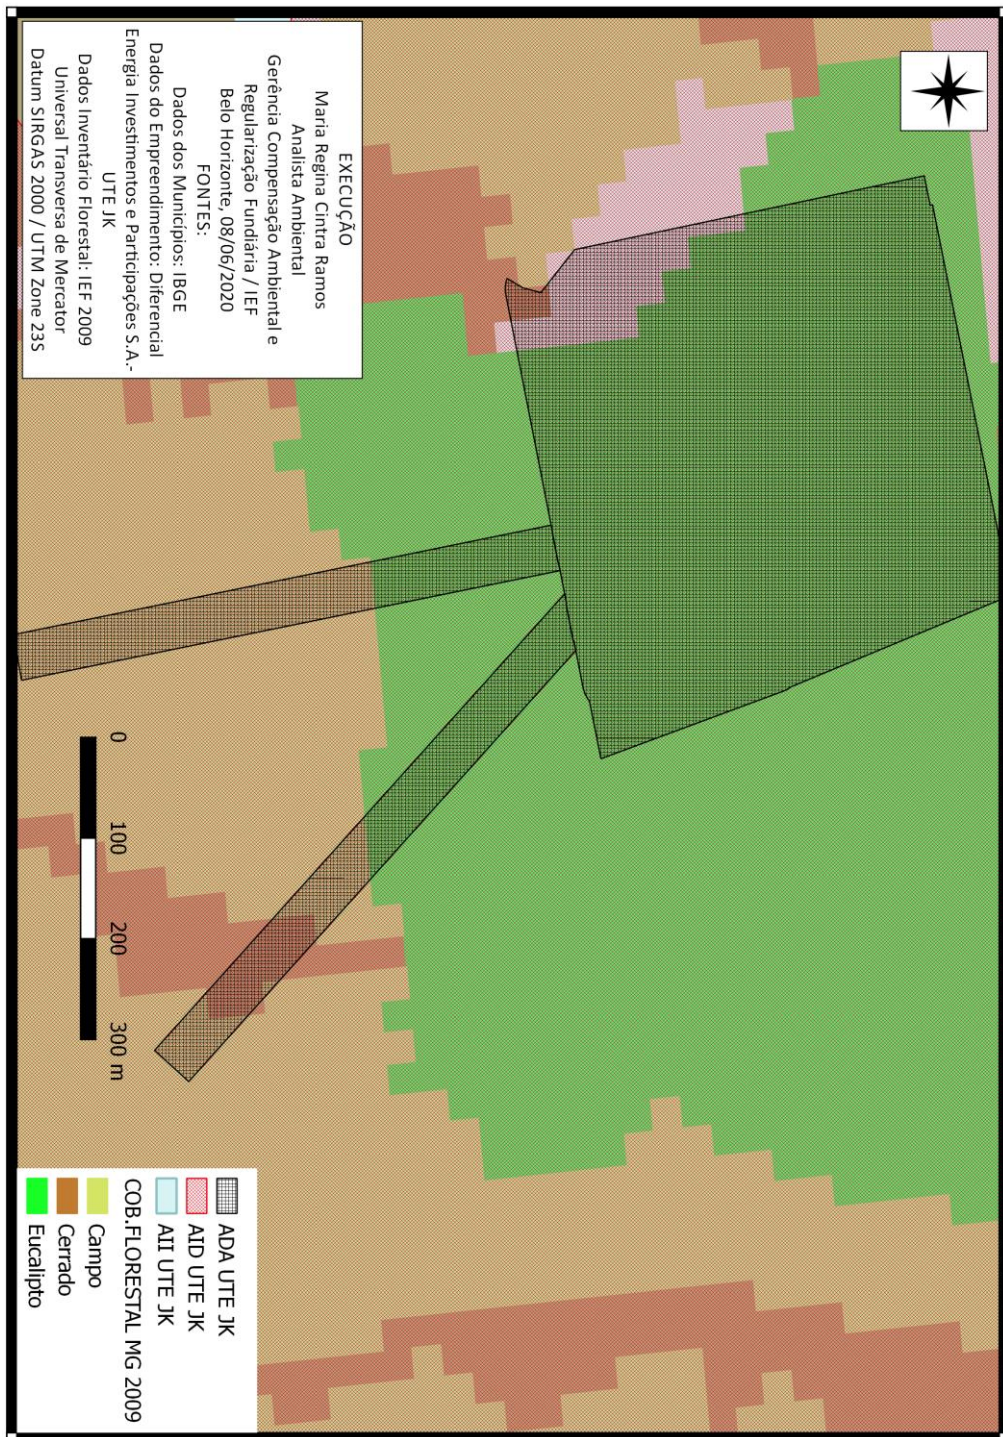 EXECUÇÃO
Maria Regina Cintra Ramos
Analista Ambiental
Gerência Compensação Ambiental e
Regularização Fundiária / IEF
Belo Horizonte, 08/06/2020
FONTES:
Dados dos Municípios: IBGE
Dados do Empreendimento: Diferencial
Energia Investimentos e Participações S.A.-
UTE JK
Dados Inventário Florestal: IEF 2009
Universal Transversa de Mercator
Datum SIRGAS 2000 / UTM Zone 23S
0 100 200 300 m
ADA UTE JK
AID UTE JK
AII UTE JK
COB.FLORESTAL MG 2009
Campo
Cerrado
Eucalipto